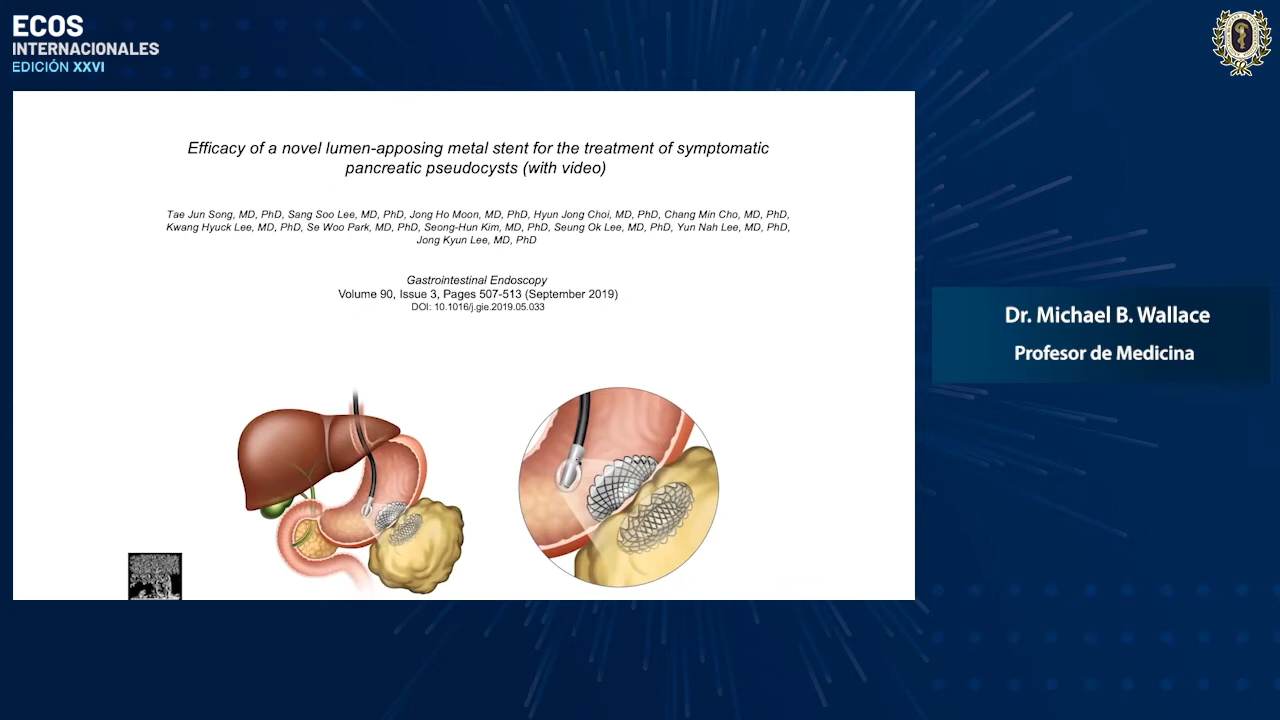 ECOS
INTERNACIONALES
EDICIÓN XXVI
Efficacy of a novel lumen-apposing metal stent for the treatment of symptomatic
pancreatic pseudocysts (with video)
Tae Jun Song, MD, PhD, Sang Soo Lee, MD, PhD, Jong Ho Moon, MD, PhD, Hyun Jong Choi, MD, PhD, Chang Min Cho, MD, PhD,
Kwang Hyuck Lee, MD, PhD, Se Woo Park, MD, PhD, Seong-Hun Kim, MD, PhD, Seung Ok Lee, MD, PhD, Yun Nah Lee, MD, PhD,
Jong Kyun Lee, MD, PhD
Gastrointestinal Endoscopy
Volume 90, Issue 3, Pages 507-513 (September 2019)
DOI: 10.1016/j.gie.2019.05.033
Dr. Michael B. Wallace
Profesor de Medicina